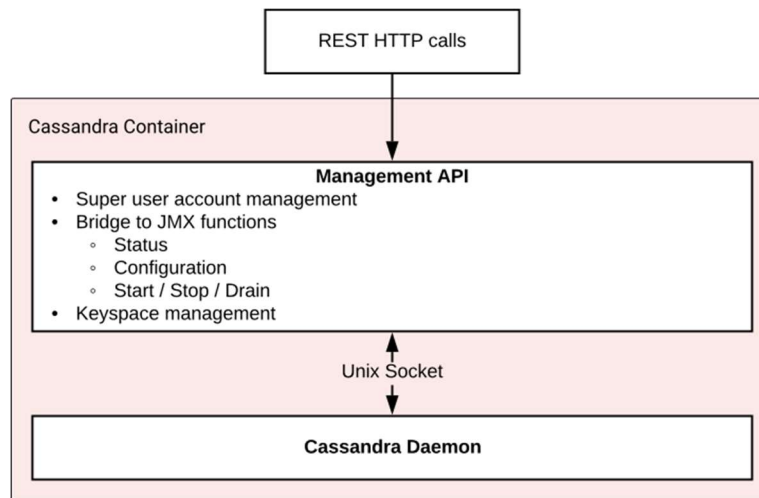 REST HTTP calls
Cassandra Container
Management API
• Super user account management
• Bridge to JMX functions
◦ Status
◦ Configuration
◦ Start / Stop / Drain
• Keyspace management
Unix Socket
Cassandra Daemon